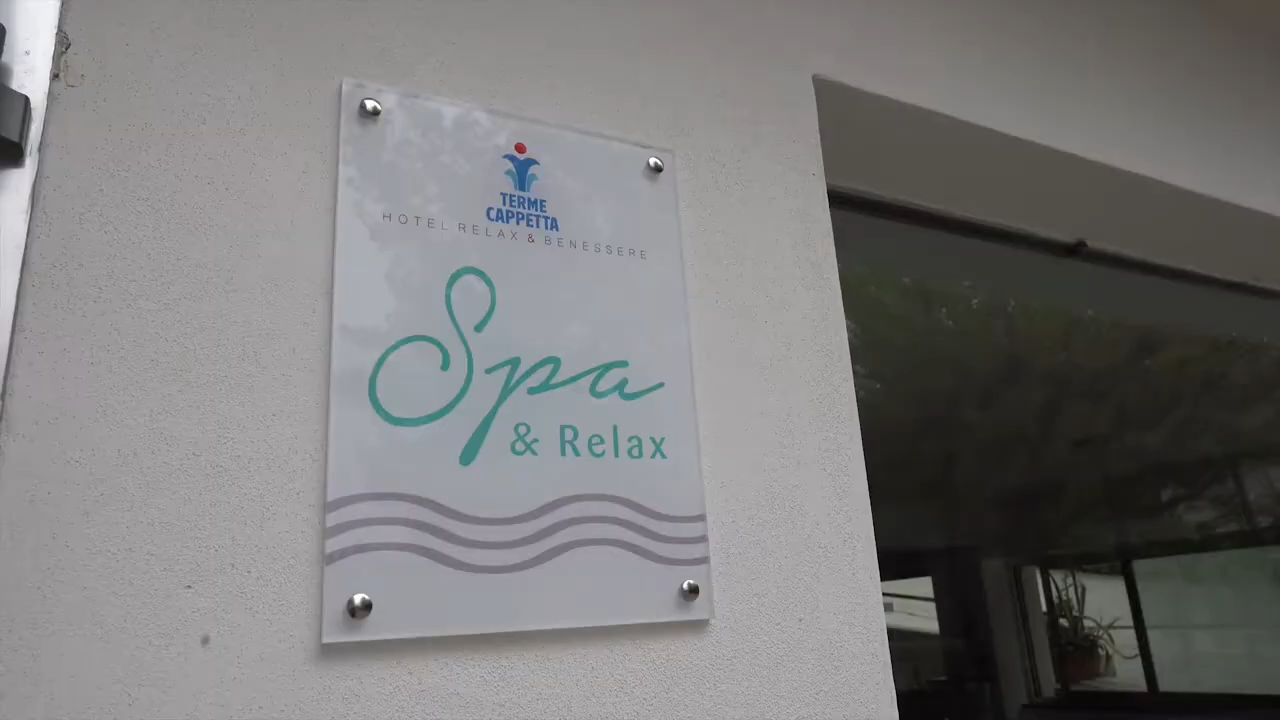 TERME
CAPPETTA
HOTEL RELAX & BENESSERE
Spa
& Relax